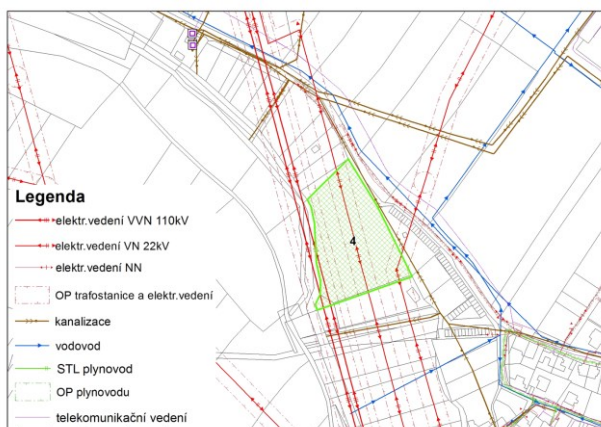 4
Legenda
elektr.vedení VVN 110kV
elektr.vedení VN 22kV
elektr.vedení NN
OP trafostanice a elektr.vedení
kanalizace
vodovod
STL plynovod
OP plynovodu
telekomunikační vedení